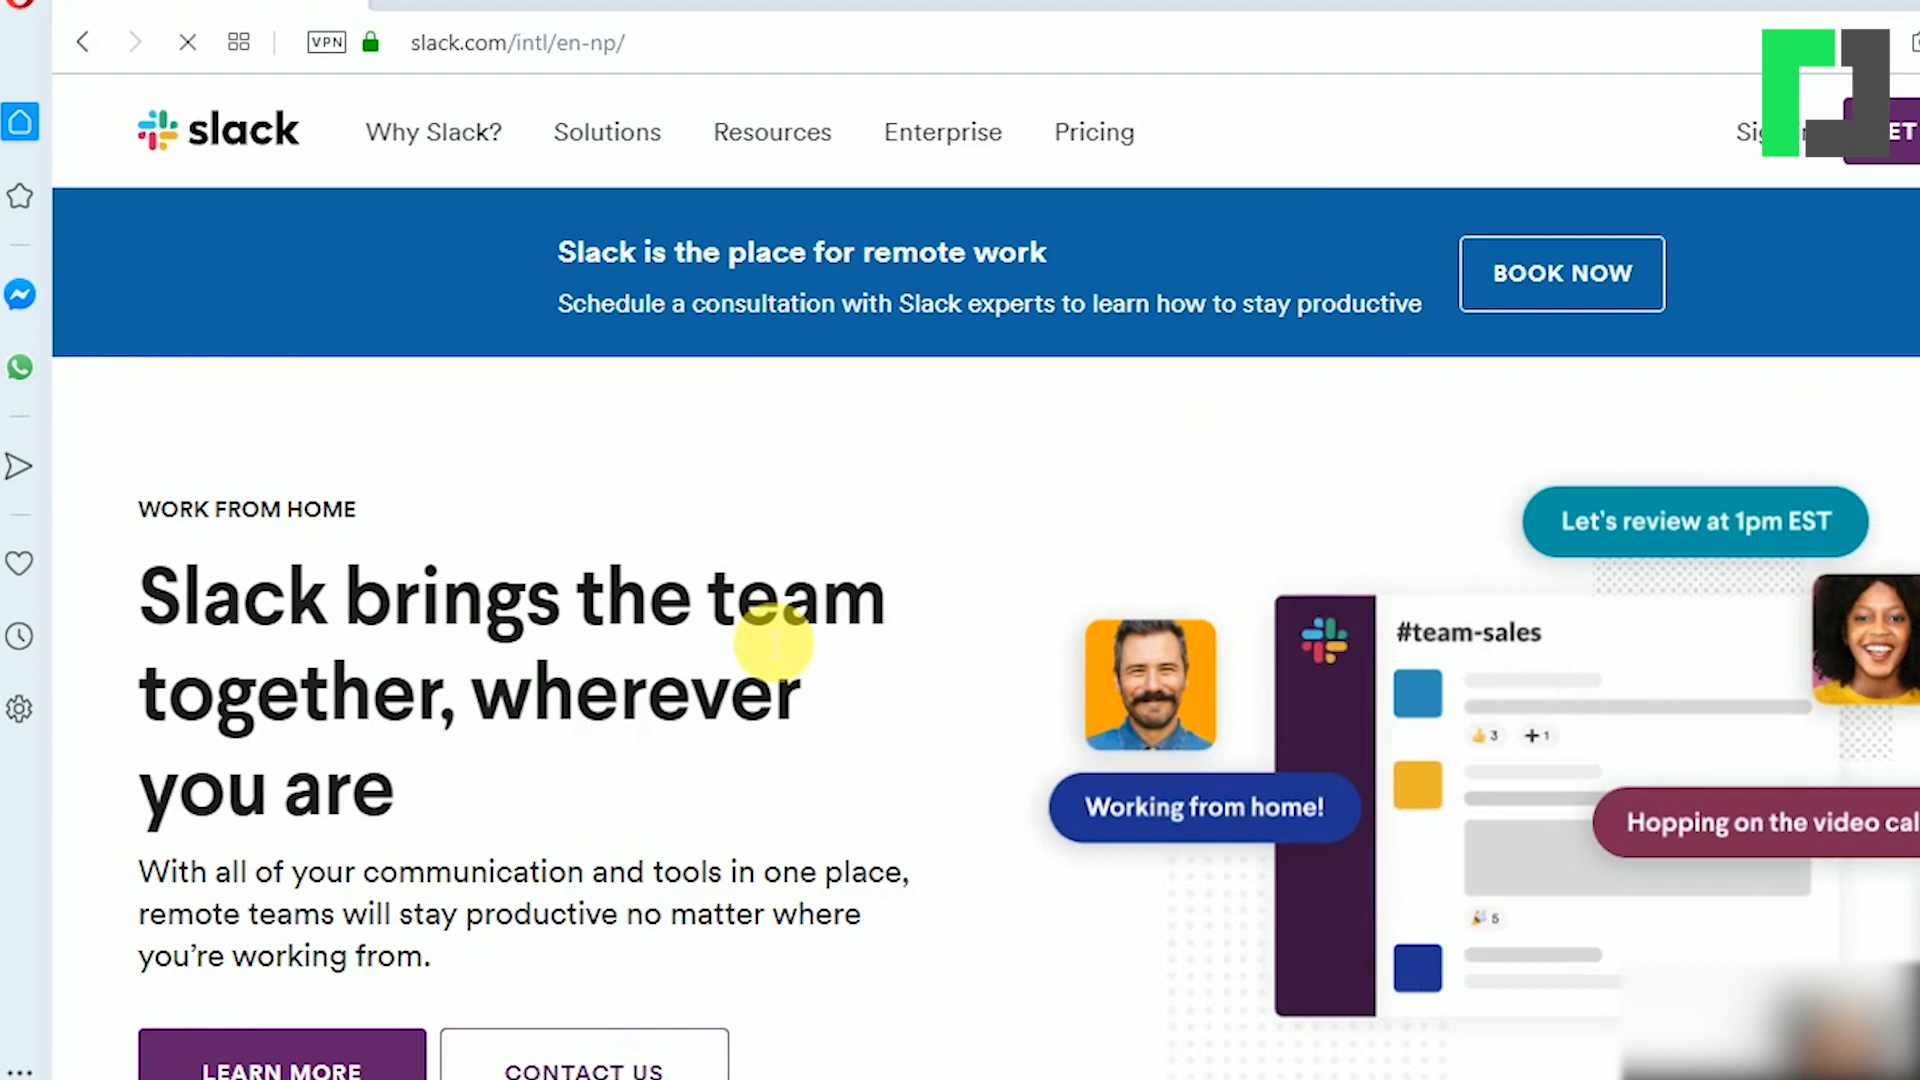 VPN
slack.com/intl/en-np/
slack
Why Slack?
Solutions
Resources
Enterprise
Pricing
Slack is the place for remote work
Schedule a consultation with Slack experts to learn how to stay productive
BOOK NOW
WORK FROM HOME
Slack brings the team
together, wherever
you are
With all of your communication and tools in one place,
remote teams will stay productive no matter where
you're working from.
LEARN MORE
CONTACT US
Let's review at 1pm EST
#team-sales
3
+1
Working from home!
Hopping on the video
5